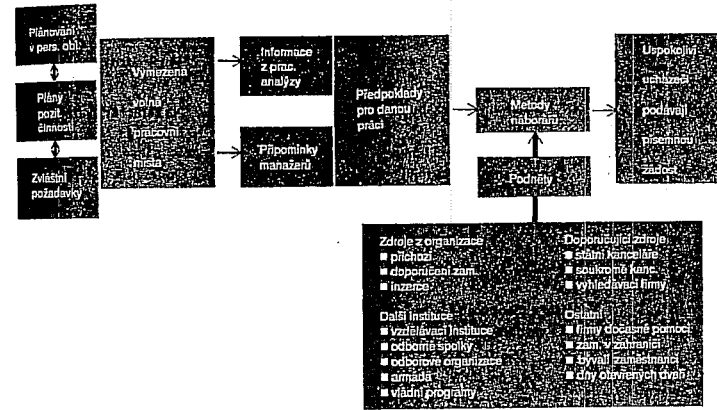 Plánování
v pers. obl.
Plány
pozit.
činností
Zvláštní
požadavky
Vymezená
volná
pracovní
místa
Informace
z prac.
analýzy
Připomínky
manažerů
Předpoklady
pro danou
práci
Metody
náboru
Podněty
Uspokojiví
uchazeči
podávají
písemnou
žádost
Zdroje z organizace
■ příchozí
■ doporučení zam.
■ inzerce
Další instituce
■ vzdělávací instituce
■ odborné spolky
■ odborové organizace
■ armáda
■ vládní programy
Doporučující zdroje
■ státní kanceláře
■ soukromé kanc.
■ vyhledávací firmy
Ostatní
■ firmy dočasné pomoci
■ zam. v zahraničí
■ bývalí zaměstnanci
■ dny otevřených dveří